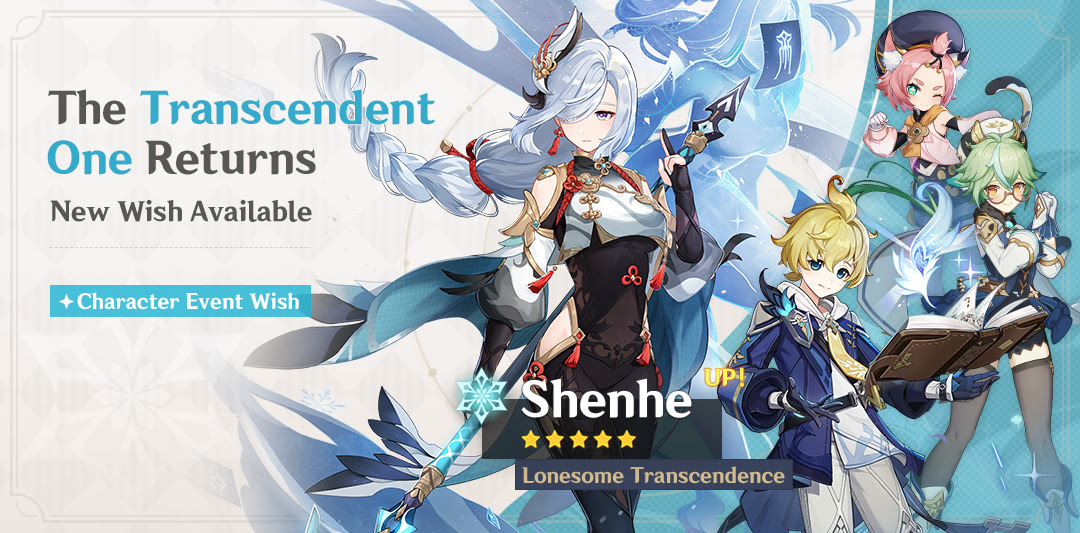 The Transcendent
One Returns
New Wish Available
Character Event Wish
UP!
Shenhe
Lonesome Transcendence